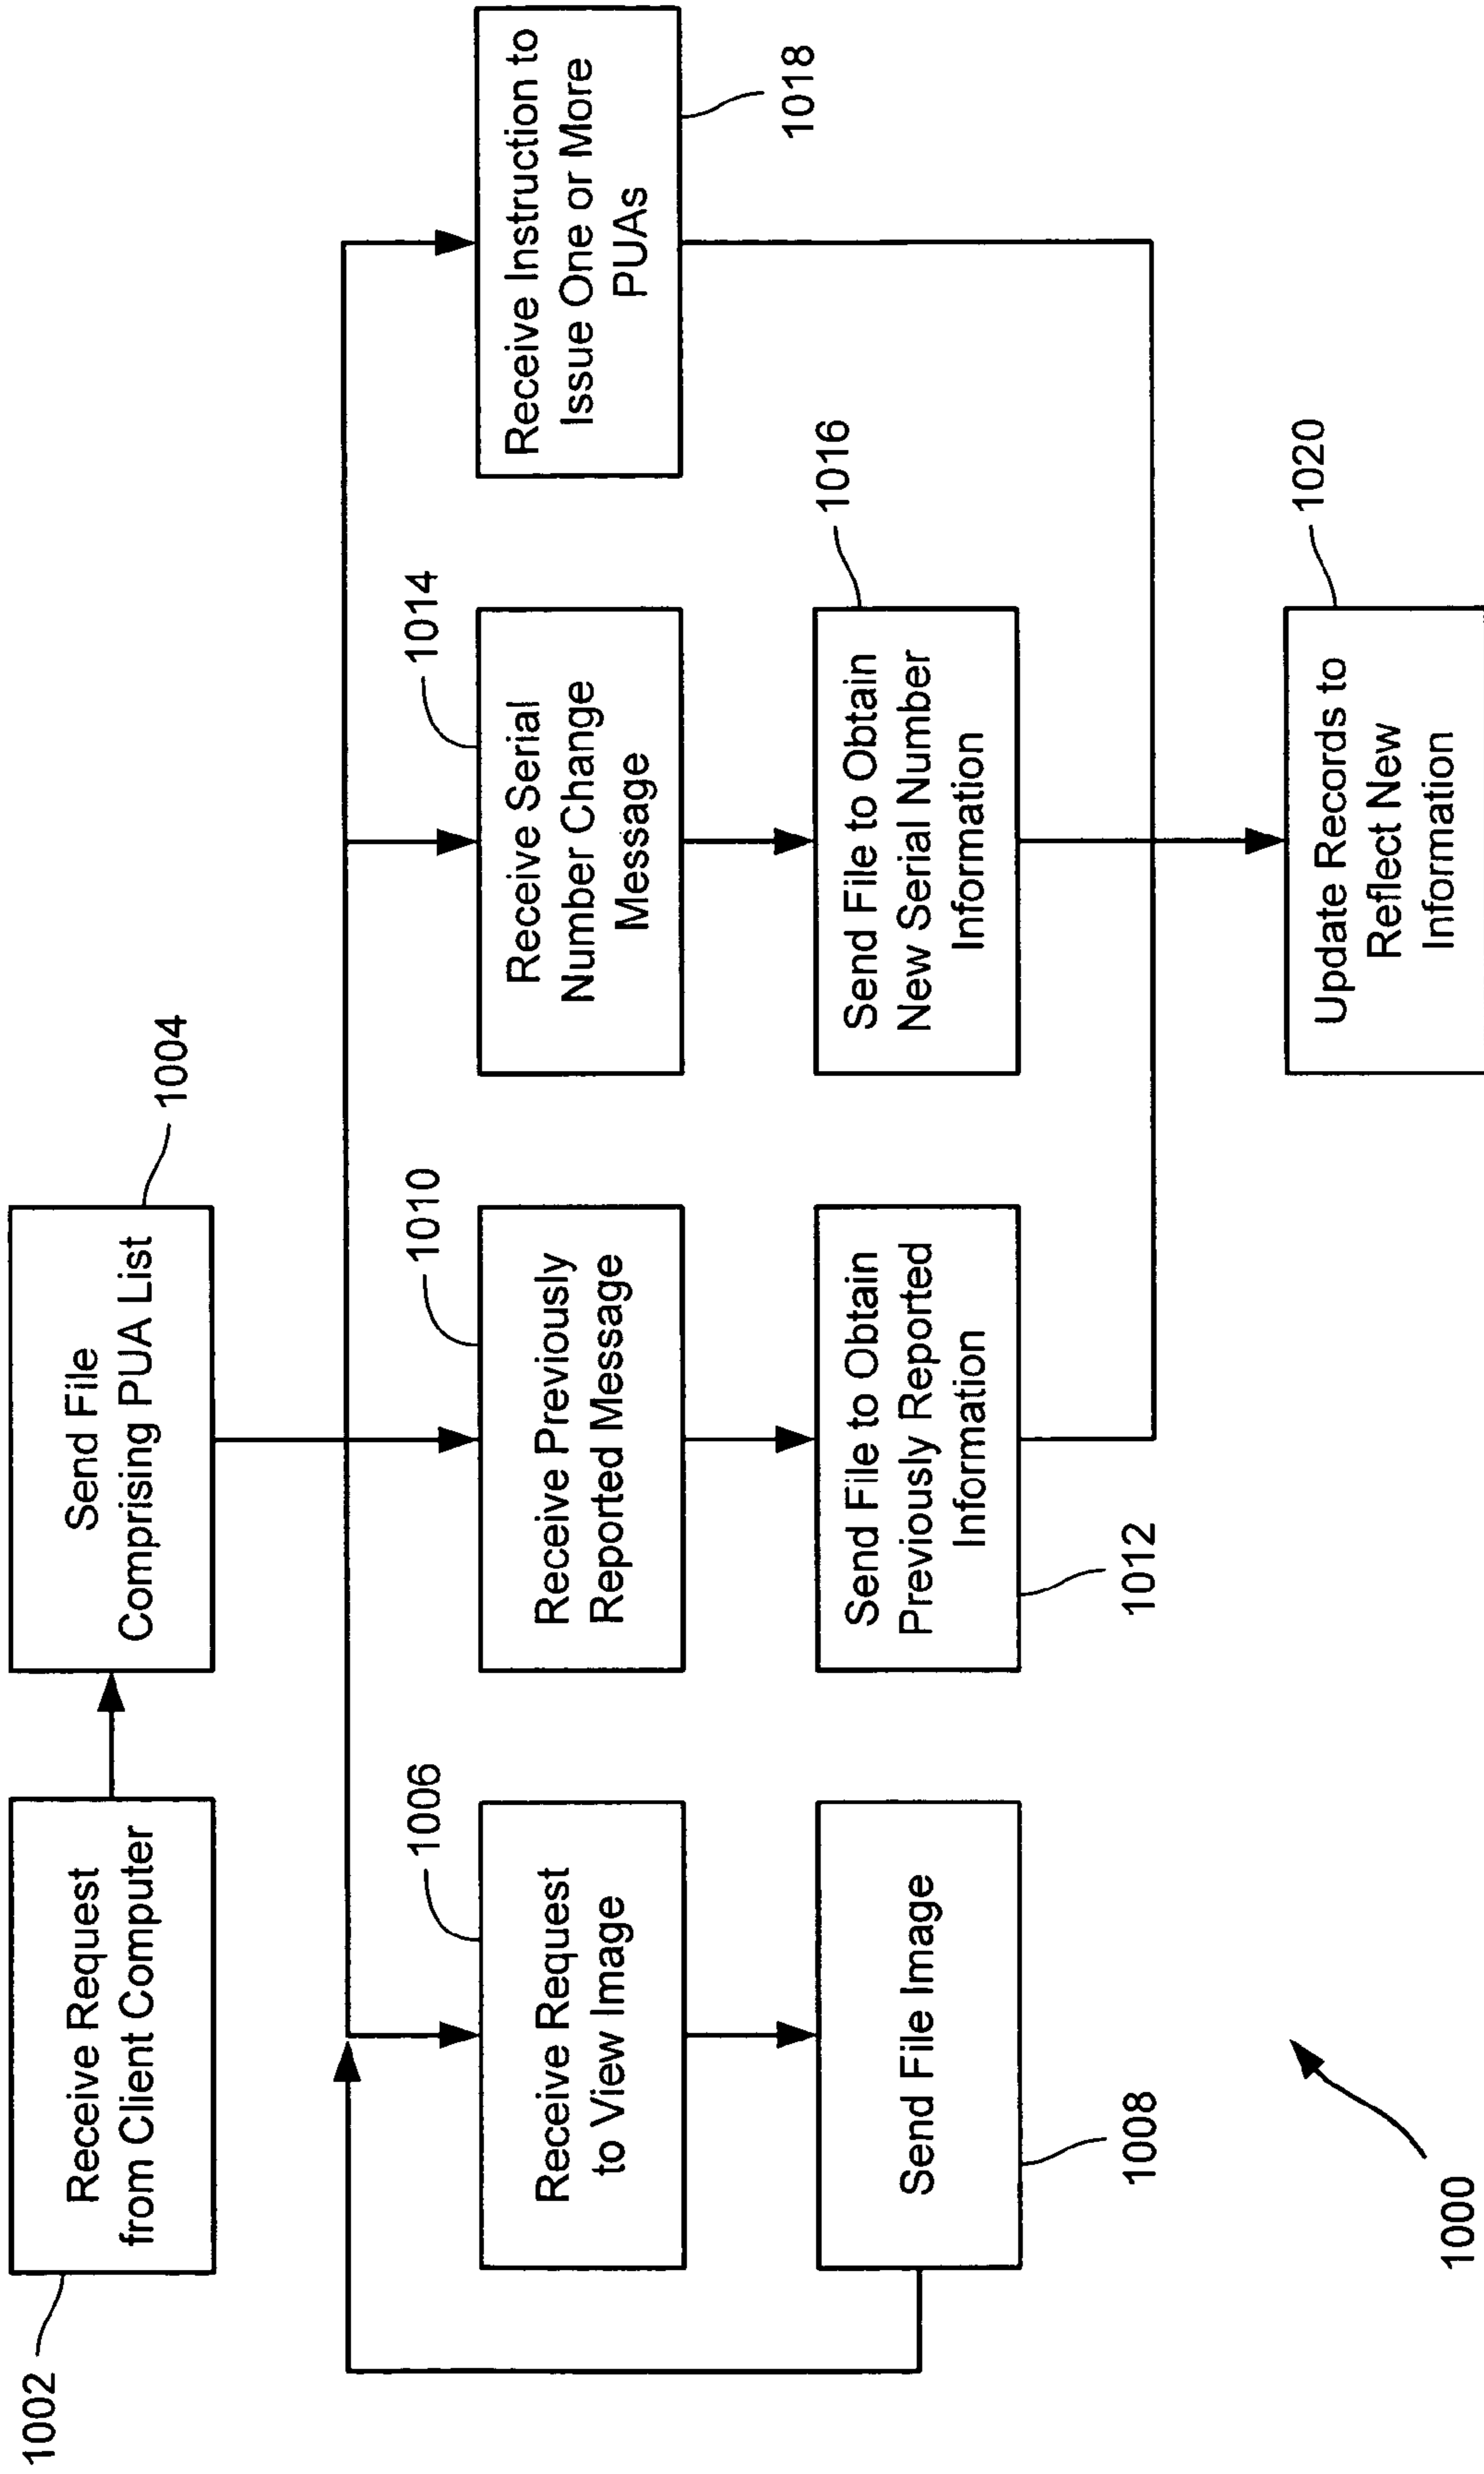 1002
Receive Request
from Client Computer
Send File
Comprising PUA List
1004
1006
Receive Request
to View Image
1010
Receive Previously
Reported Message
1014
Receive Serial
Number Change
Message
Receive Instruction to
Issue One or More
PUAs
1018
Send File Image
1008
Send File to Obtain
Previously Reported
Information
1012
Send File to Obtain
New Serial Number
Information
1016
Update Records to
Reflect New
Information
1020
1000